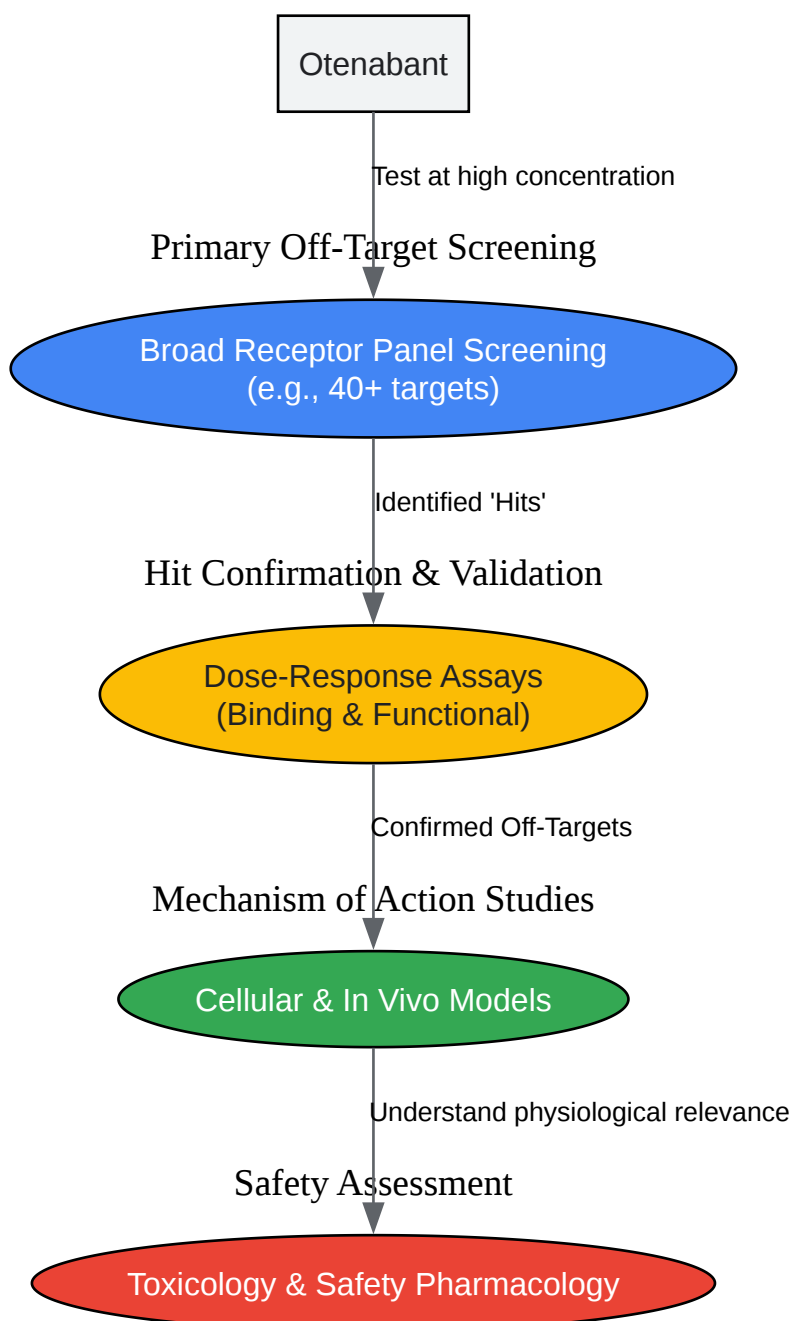 Otenabant
Test at high concentration
Primary Off-Target Screening
Broad Receptor Panel Screening
(e.g., 40+ targets)
Identified 'Hits'
Hit Confirmation & Validation
Dose-Response Assays
(Binding & Functional)
Confirmed Off-Targets
Mechanism of Action Studies
Cellular & In Vivo Models
Understand physiological relevance
Safety Assessment
Toxicology & Safety Pharmacology